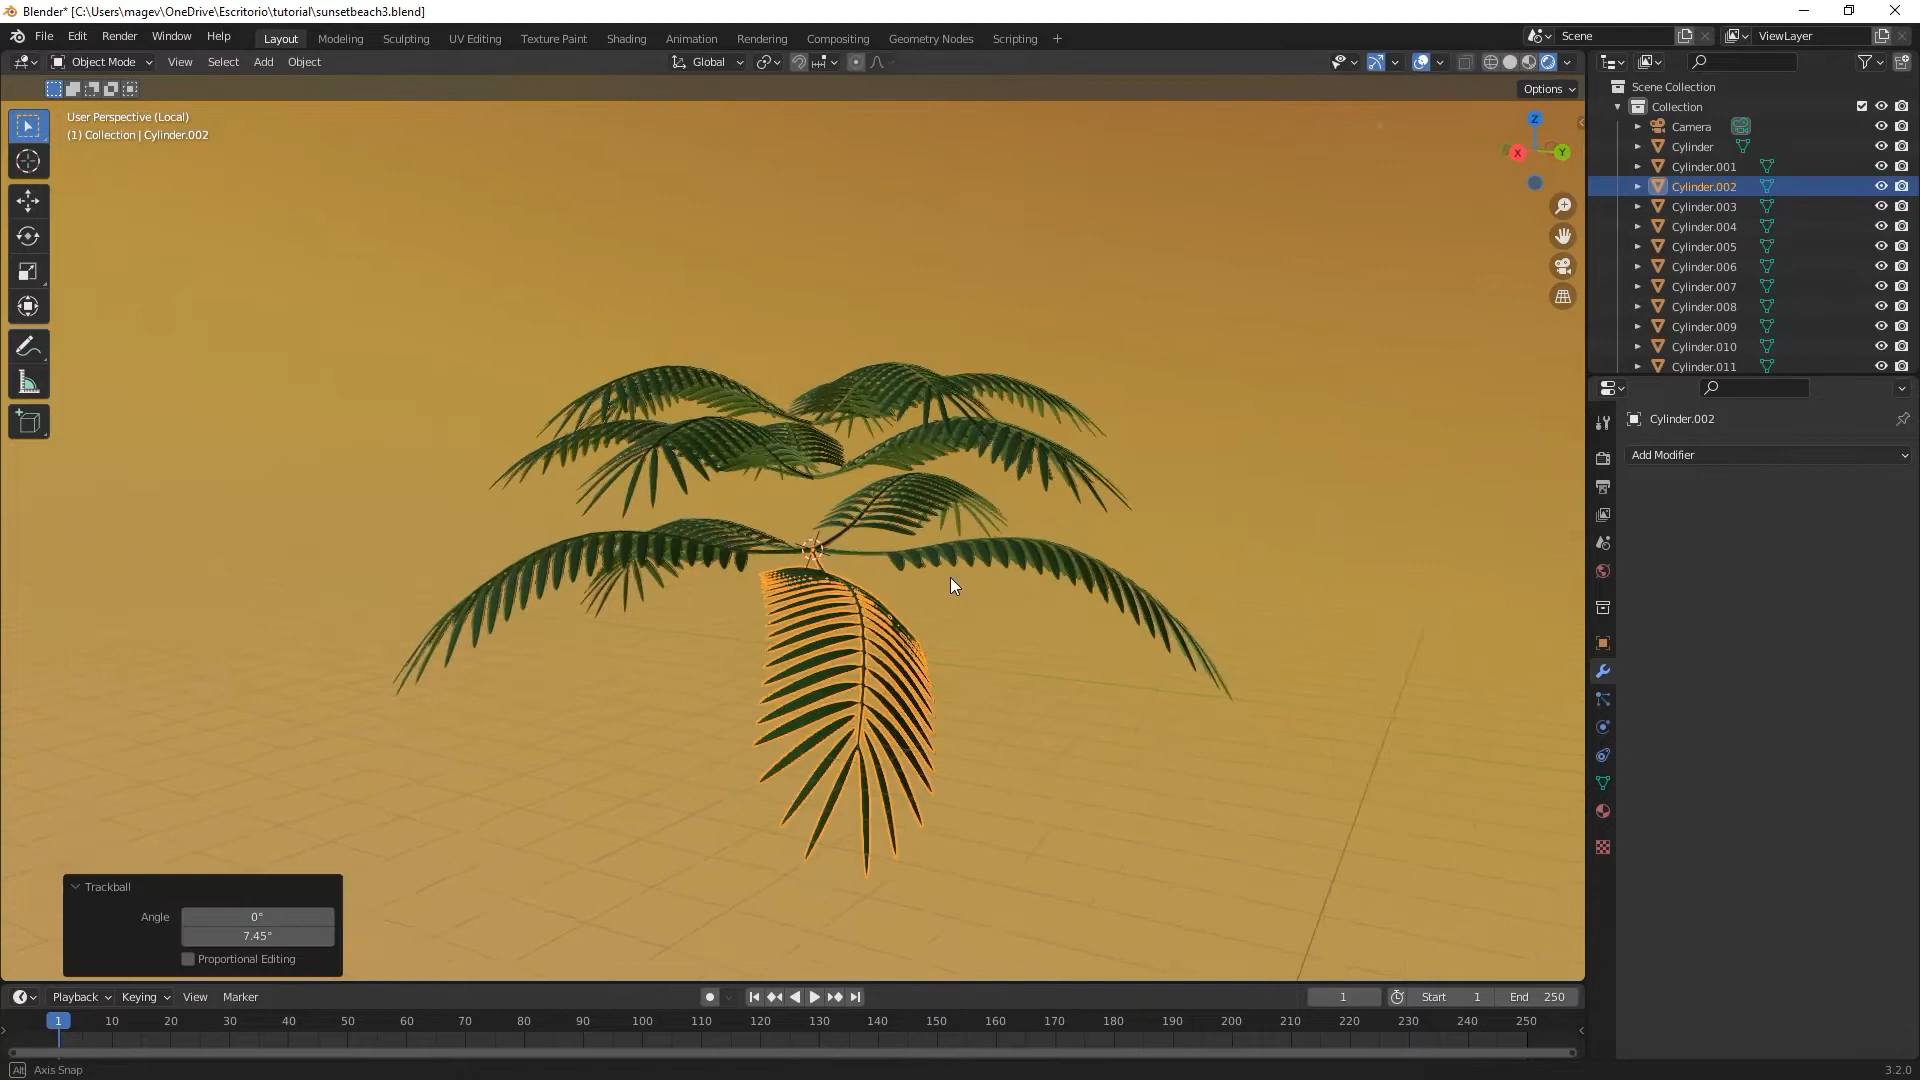 Blender* [C:\Users\magev\OneDrive\Escritorio\tutorial\sunsetbeach3.blend]
File Edit Render Window Help Layout Modeling Sculpting UV Editing Texture Paint Shading Animation Rendering Compositing Geometry Nodes Scripting + Scene ViewLayer
Object Mode View Select Add Object Global
Options
User Perspective (Local)
(1) Collection | Cylinder.002
Z
X
Y
Scene Collection
Collection
Camera
Cylinder
Cylinder.001
Cylinder.002
Cylinder.003
Cylinder.004
Cylinder.005
Cylinder.006
Cylinder.007
Cylinder.008
Cylinder.009
Cylinder.010
Cylinder.011
Cylinder.002
Add Modifier
Trackball
Angle 0°
7.45°
Proportional Editing
Playback Keying View Marker 1 Start 1 End 250
1 10 20 30 40 50 60 70 80 90 100 110 120 130 140 150 160 170 180 190 200 210 220 230 240 250
Alt Axis Snap 3.2.0